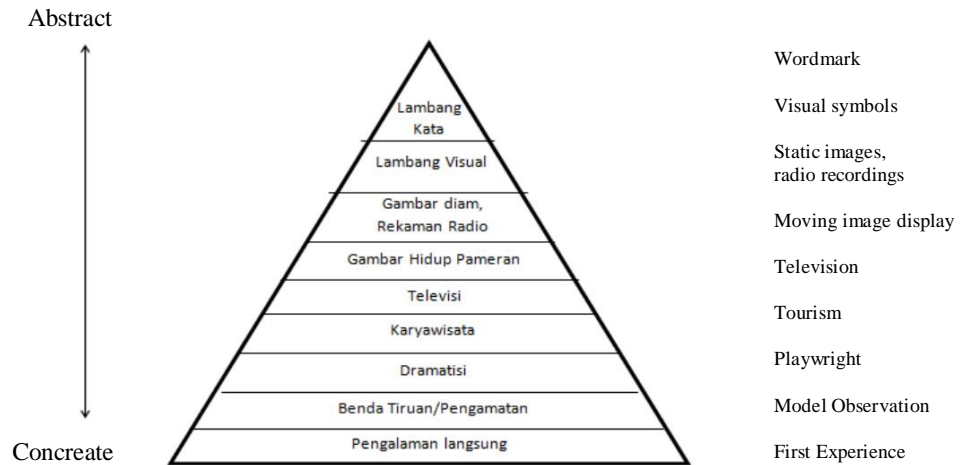 Abstract
Wordmark
Lambang
Kata
Visual symbols
Lambang Visual
Static images,
radio recordings
Gambar diam,
Rekaman Radio
Moving image display
Gambar Hidup Pameran
Television
Televisi
Tourism
Karyawisata
Playwright
Dramatisi
Model Observation
Benda Tiruan/Pengamatan
Concreate
Pengalaman langsung
First Experience